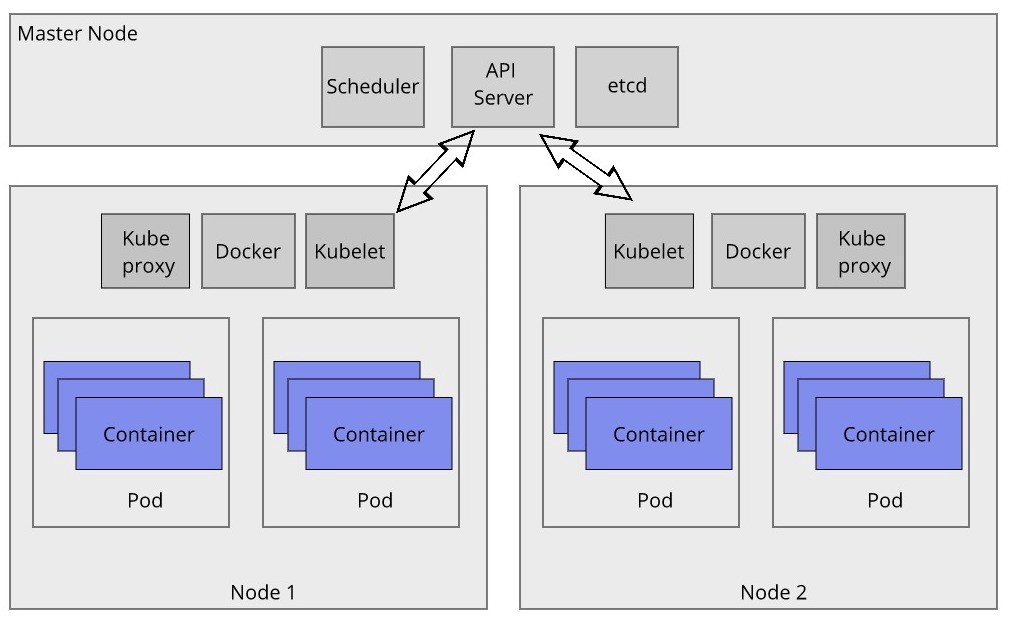 Master Node
Scheduler
API
Server
etcd
Kube
proxy
Docker
Kubelet
Kubelet
Docker
Kube
proxy
Container
Container
Container
Container
Pod
Pod
Pod
Pod
Node 1
Node 2